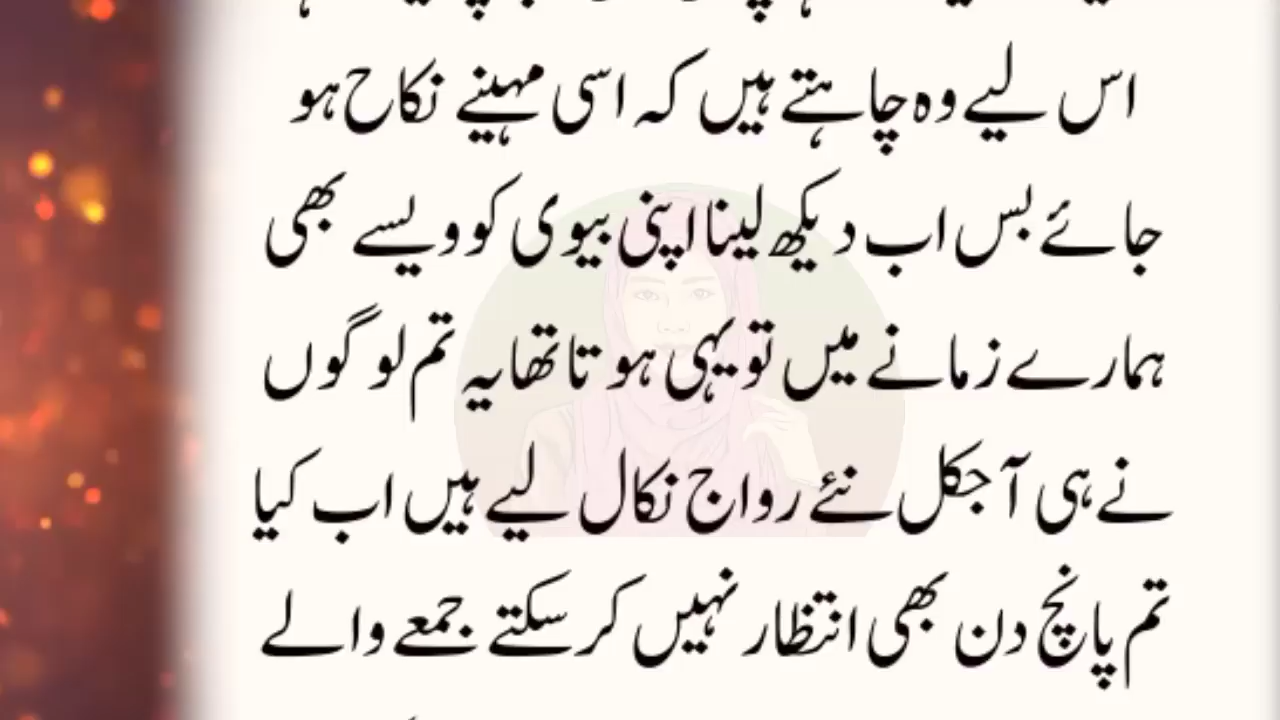 اس لیے وہ چاہتے ہیں کہ اسی مہینے نکاح ہو
جائے بس اب دیکھ لینا اپنی بیوی کو ویسے بھی
ہمارے زمانے میں تو یہی ہوتا تھا یہ تم لوگوں
نے ہی آجکل نئے رواج نکال لیے ہیں اب کیا
تم پانچ دن بھی انتظار نہیں کر سکتے جمعے والے